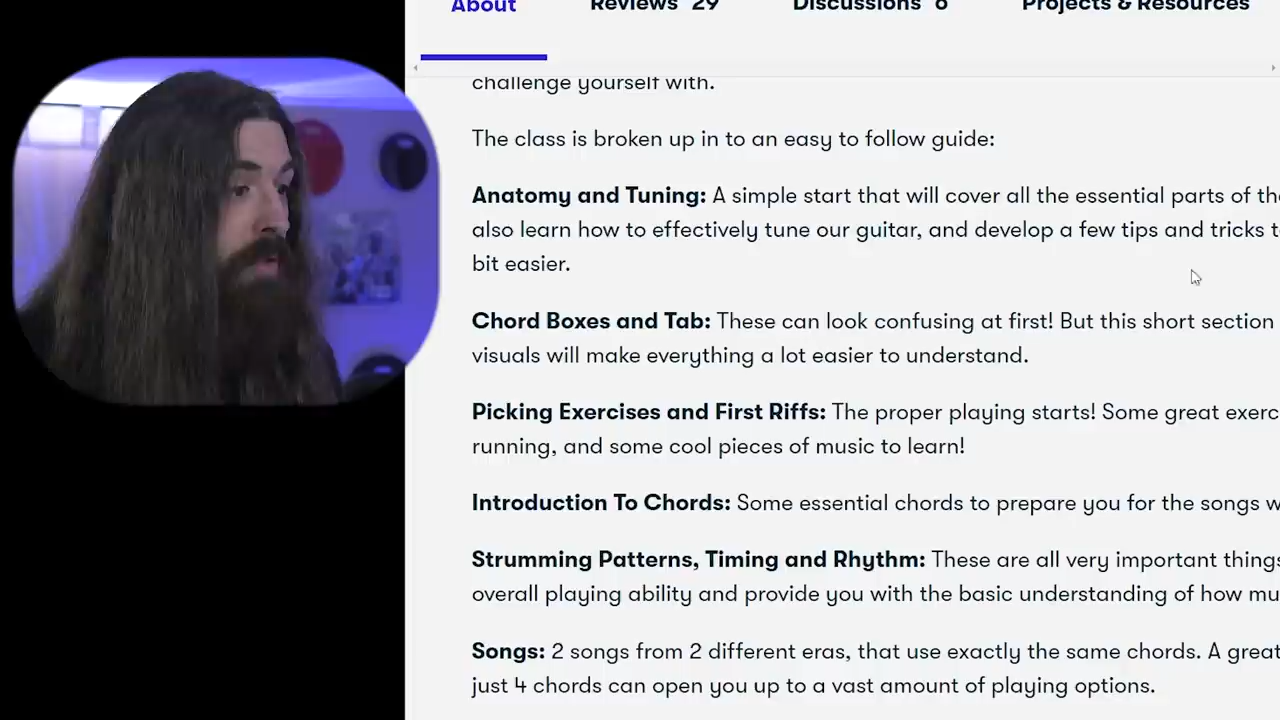 About Reviews 29 Discussions 6 Projects & Resources
challenge yourself with.
The class is broken up in to an easy to follow guide:
Anatomy and Tuning: A simple start that will cover all the essential parts of
also learn how to effectively tune our guitar, and develop a few tips and tricks
bit easier.
Chord Boxes and Tab: These can look confusing at first! But this short section
visuals will make everything a lot easier to understand.
Picking Exercises and First Riffs: The proper playing starts! Some great
running, and some cool pieces of music to learn!
Introduction To Chords: Some essential chords to prepare you for the songs
Strumming Patterns, Timing and Rhythm: These are all very important things
overall playing ability and provide you with the basic understanding of how
Songs: 2 songs from 2 different eras, that use exactly the same chords. A great
just 4 chords can open you up to a vast amount of playing options.